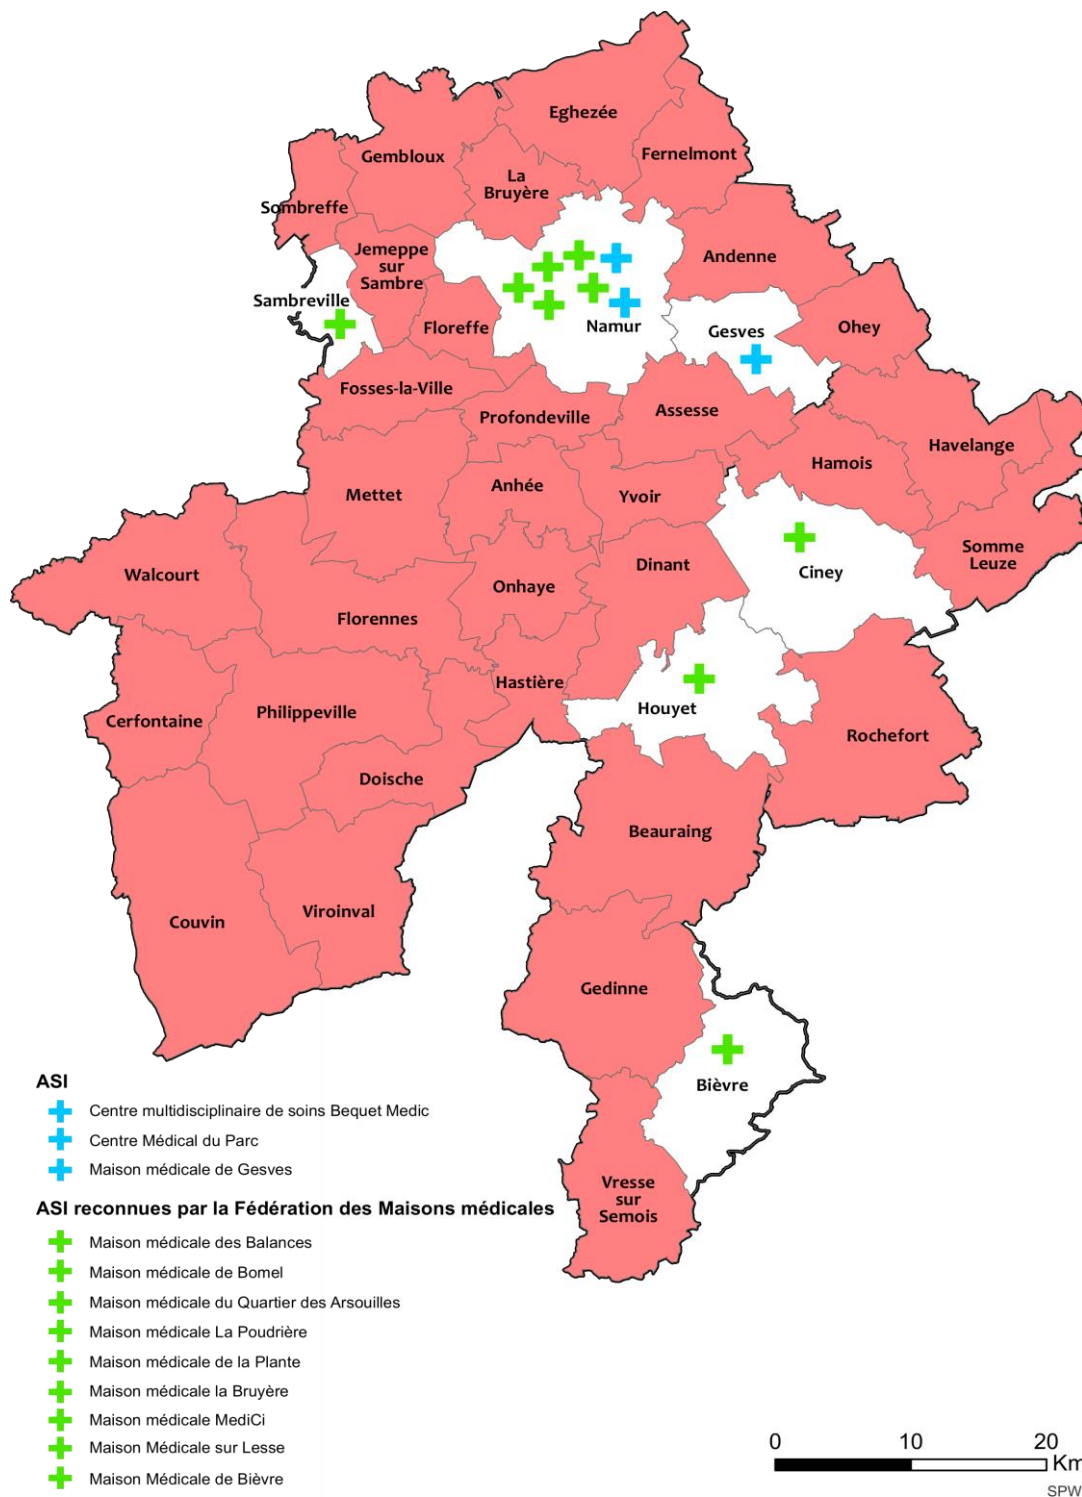 Eghezée
Gembloux
Fernelmont
La
Bruyère
Sombreffe
Jemeppe
sur
Sambre
Andenne
Sambreville
Floreffe
Namur
Gesves
Ohey
Fosses-la-Ville
Profondeville
Assesse
Havelange
Hamois
Mettet
Anhée
Yvoir
Somme
Leuze
Walcourt
Onhaye
Dinant
Ciney
Florennes
Hastière
Houyet
Cerfontaine
Philippeville
Rochefort
Doische
Beauraing
Couvin
Viroinval
Gedinne
Bièvre
Vresse
sur
Semois
ASI
Centre multidisciplinaire de soins Bequet Medic
Centre Médical du Parc
Maison médicale de Gesves
ASI reconnues par la Fédération des Maisons médicales
Maison médicale des Balances
Maison médicale de Bomel
Maison médicale du Quartier des Arsouilles
Maison médicale La Poudrière
Maison médicale de la Plante
Maison médicale la Bruyère
Maison médicale MediCi
Maison Médicale sur Lesse
Maison Médicale de Bièvre
0 10 20
Km
SPW